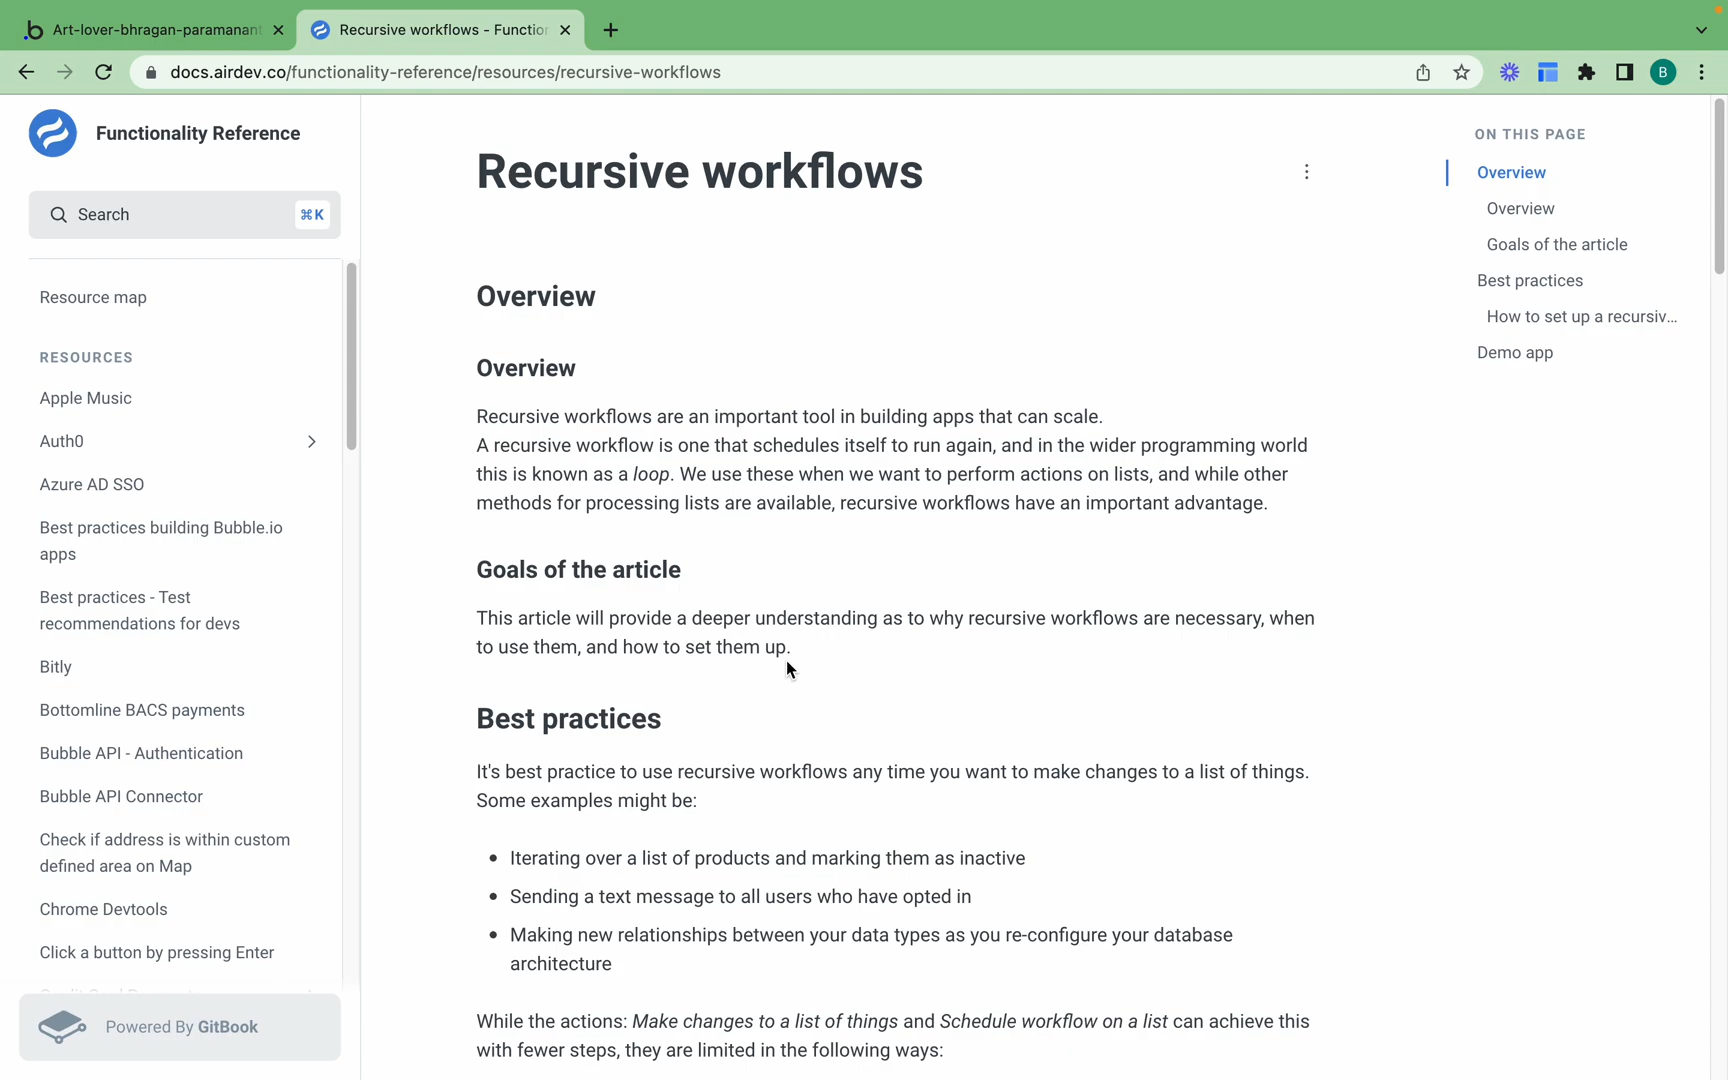 Art-lover-bhragan-paramanant
Recursive workflows - Functio
docs.airdev.co/functionality-reference/resources/recursive-workflows
B
Functionality Reference
Search
⌘K
Resource map
RESOURCES
Apple Music
Auth0
Azure AD SSO
Best practices building Bubble.io
apps
Best practices - Test
recommendations for devs
Bitly
Bottomline BACS payments
Bubble API - Authentication
Bubble API Connector
Check if address is within custom
defined area on Map
Chrome Devtools
Click a button by pressing Enter
Powered By GitBook
Recursive workflows
Overview
Overview
Recursive workflows are an important tool in building apps that can scale.
A recursive workflow is one that schedules itself to run again, and in the wider programming world
this is known as a loop. We use these when we want to perform actions on lists, and while other
methods for processing lists are available, recursive workflows have an important advantage.
Goals of the article
This article will provide a deeper understanding as to why recursive workflows are necessary, when
to use them, and how to set them up.
Best practices
It's best practice to use recursive workflows any time you want to make changes to a list of things.
Some examples might be:
• Iterating over a list of products and marking them as inactive
• Sending a text message to all users who have opted in
• Making new relationships between your data types as you re-configure your database
architecture
While the actions: Make changes to a list of things and Schedule workflow on a list can achieve this
with fewer steps, they are limited in the following ways:
ON THIS PAGE
Overview
Overview
Goals of the article
Best practices
How to set up a recursiv...
Demo app